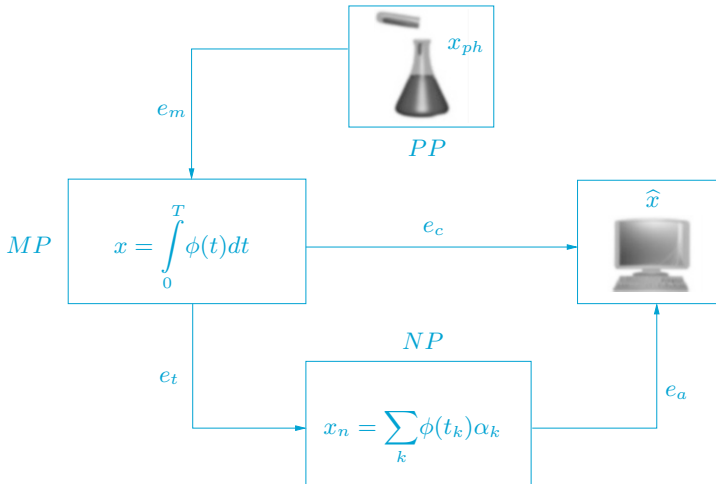 x_{ph}
e_m
PP
MP
x = \int_0^T \phi(t)dt
e_c
\widehat{x}
NP
e_t
x_n = \sum_k \phi(t_k)\alpha_k
e_a